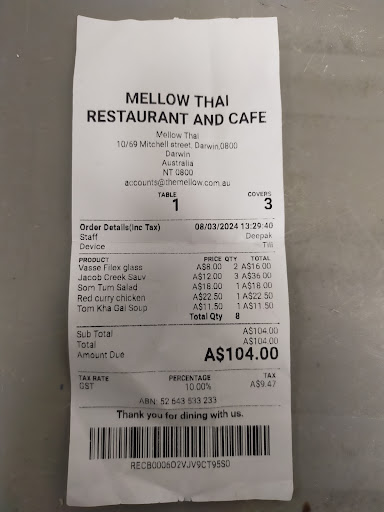 MELLOW THAI
RESTAURANT AND CAFE
Mellow Thai
10/69 Mitchell street, Darwin,0800
Darwin
Australia
NT 0800
accounts@themellow.com.au
TABLE COVERS
1 3
Order Details(Inc Tax) 08/03/2024 13:29:40
Staff Deepak
Device Till
PRODUCT PRICE QTY TOTAL
Vasse Filex glass A$8.00 2 A$16.00
Jacob Creek Sauv A$12.00 3 A$36.00
Som Tum Salad A$18.00 1 A$18.00
Red curry chicken A$22.50 1 A$22.50
Tom Kha Gai Soup A$11.50 1 A$11.50
Total Qty 8
Sub Total A$104.00
Total A$104.00
Amount Due A$104.00
TAX RATE PERCENTAGE TAX
GST 10.00% A$9.47
ABN: 52 643 533 233
Thank you for dining with us.
RECB0006O2VJV9CT95S0